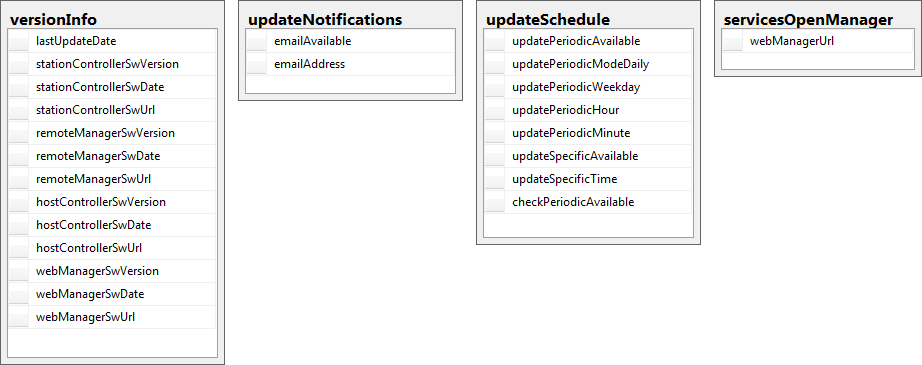 versionInfo
lastUpdateDate
stationControllerSwVersion
stationControllerSwDate
stationControllerSwUrl
remoteManagerSwVersion
remoteManagerSwDate
remoteManagerSwUrl
hostControllerSwVersion
hostControllerSwDate
hostControllerSwUrl
webManagerSwVersion
webManagerSwDate
webManagerSwUrl
updateNotifications
emailAvailable
emailAddress
updateSchedule
updatePeriodicAvailable
updatePeriodicModeDaily
updatePeriodicWeekday
updatePeriodicHour
updatePeriodicMinute
updateSpecificAvailable
updateSpecificTime
checkPeriodicAvailable
servicesOpenManager
webManagerUrl